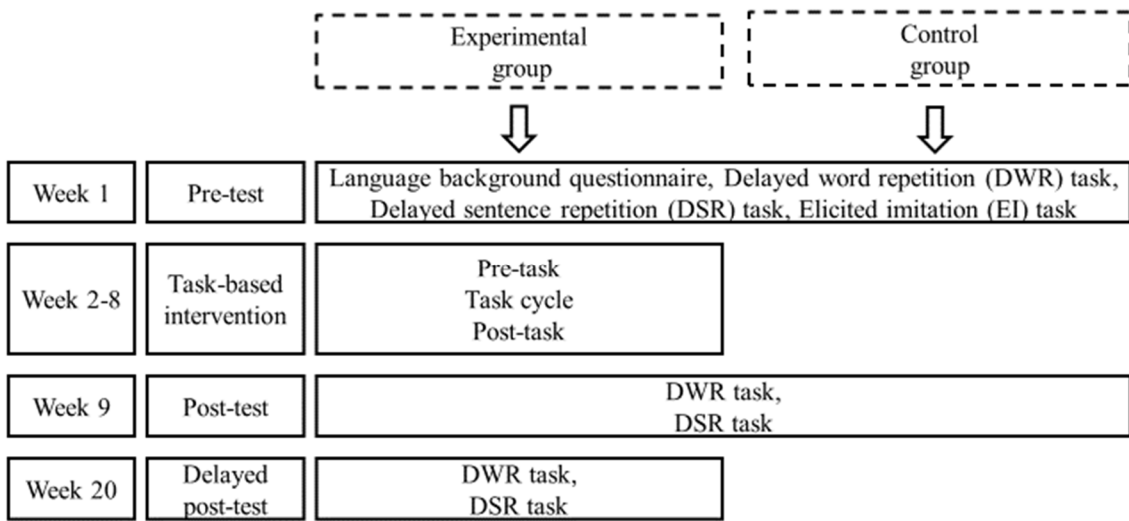 Experimental
group
Control
group
Week 1
Pre-test
Language background questionnaire, Delayed word repetition (DWR) task,
Delayed sentence repetition (DSR) task, Elicited imitation (EI) task
Week 2-8
Task-based
intervention
Pre-task
Task cycle
Post-task
Week 9
Post-test
DWR task,
DSR task
Week 20
Delayed
post-test
DWR task,
DSR task